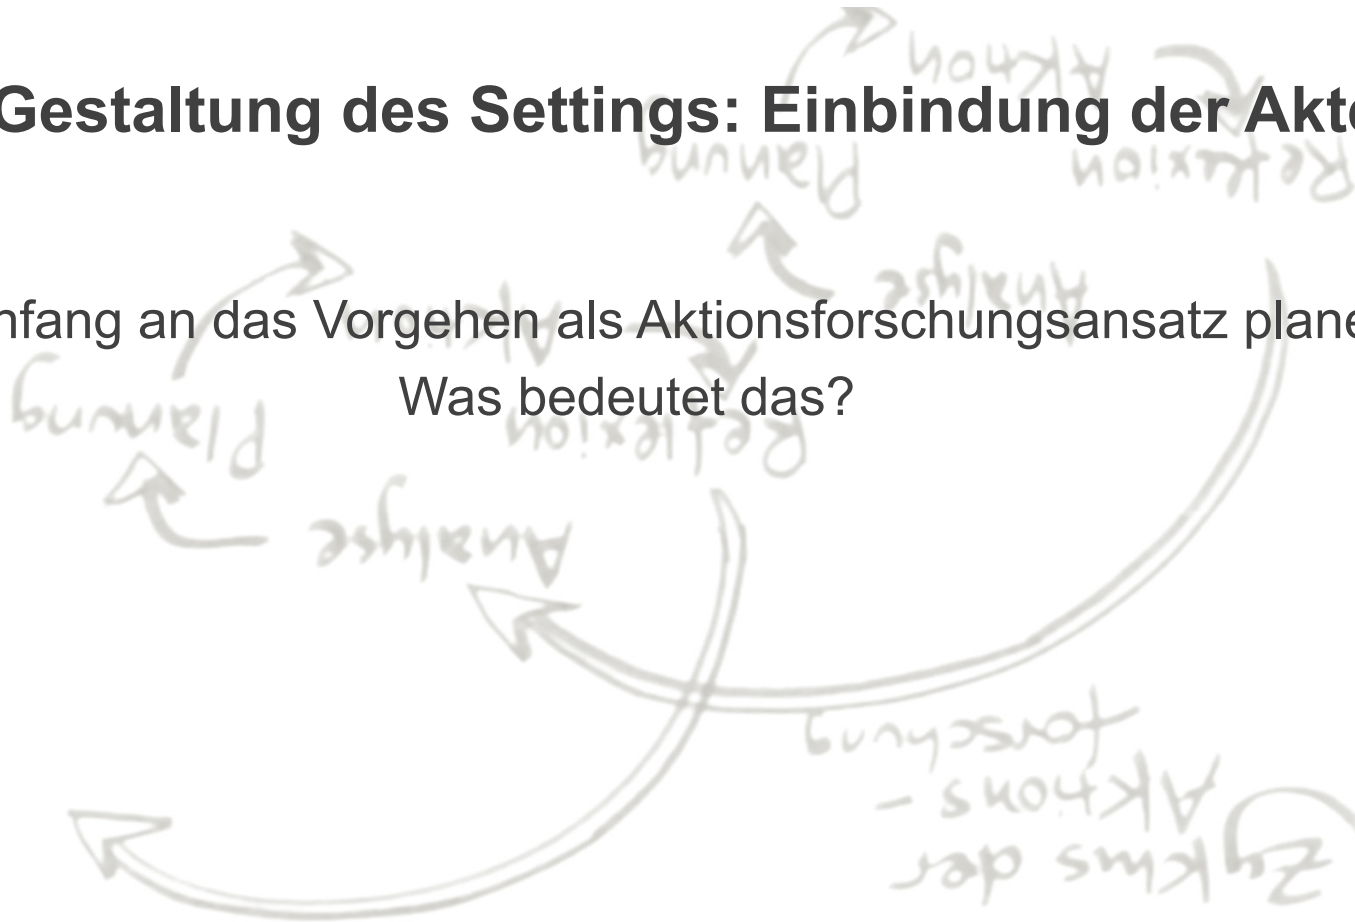 Gestaltung des Settings: Einbindung der Akt
nfang an das Vorgehen als Aktionsforschungsansatz plane
Was bedeutet das?
Aktion
Planung
Reflexion
Analyse
Aktion
Planung
Reflexion
Analyse
Zyklus der
Aktions-
forschung